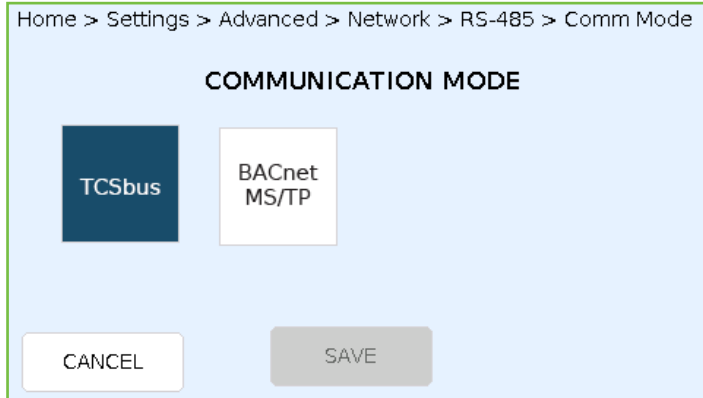 Home > Settings > Advanced > Network > RS-485 > Comm Mode
COMMUNICATION MODE
TCSbus
BACnet
MS/TP
CANCEL
SAVE